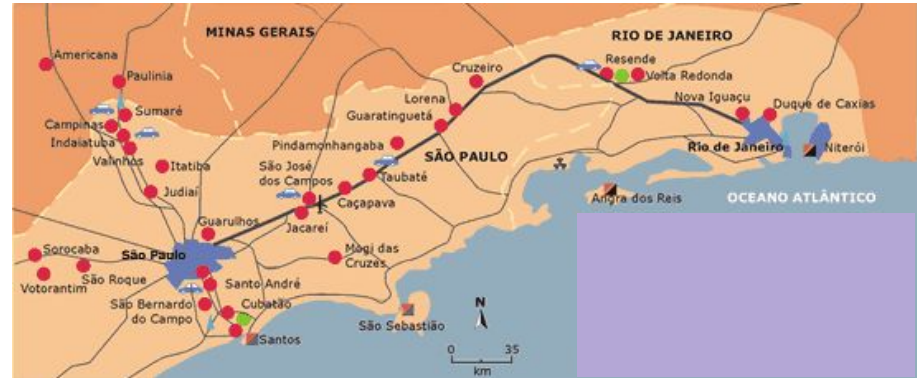 MINAS GERAIS
RIO DE JANEIRO
Americana
Paulinia
Cruzeiro
Resende
Volta Redonda
Sumaré
Campinas
Indaiatuba
Valinhos
Lorena
Guaratinguetá
Nova Iguaçu
Duque de Caxias
Pindamonhangaba
SÃO PAULO
Rio de Janeiro
Niterói
Itatiba
São José
dos Campos
Taubaté
Judiaí
Caçapava
Angra dos Reis
OCEANO ATLÂNTICO
Guarulhos
Jacareí
Sorocaba
São Paulo
Mogi das
Cruzes
Votorantim
São Roque
Santo André
São Bernardo
do Campo
Cubatão
Santos
São Sebastião
N
0 35
km